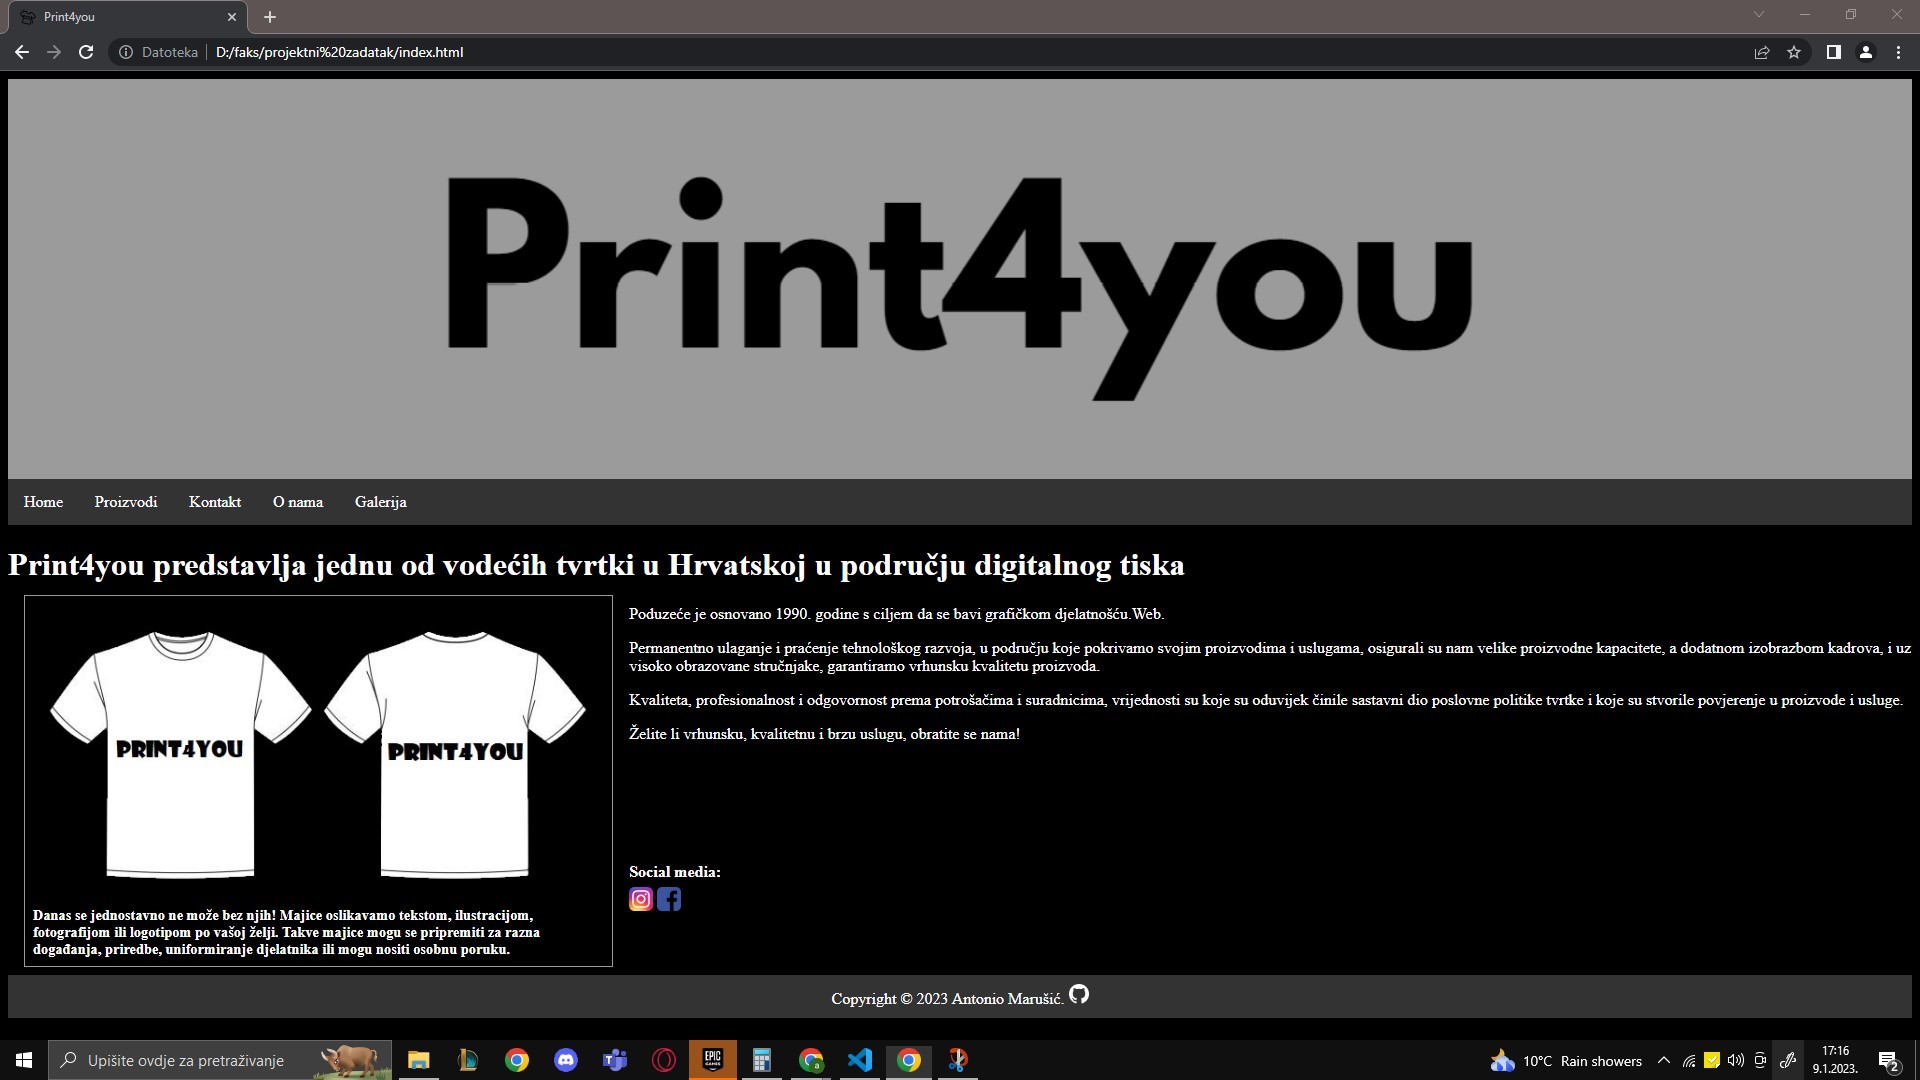 Print4you
Datoteka
D:/faks/projektni%20zadatak/index.html
Print4you
Home Proizvodi Kontakt O nama Galerija
Print4you predstavlja jednu od vodećih tvrtki u Hrvatskoj u području digitalnog tiska
PRINT4YOU PRINT4YOU
Danas se jednostavno ne može bez njih! Majice oslikavamo tekstom, ilustracijom,
fotografijom ili logotipom po vašoj želji. Takve majice mogu se pripremiti za razna
događanja, priredbe, uniformiranje djelatnika ili mogu nositi osobnu poruku.
Poduzeće je osnovano 1990. godine s ciljem da se bavi grafičkom djelatnošću.Web.
Permanentno ulaganje i praćenje tehnološkog razvoja, u području koje pokrivamo svojim proizvodima i uslugama, osigurali su nam velike proizvodne kapacitete, a dodatnom izobrazbom kadrova, i uz
visoko obrazovane stručnjake, garantiramo vrhunsku kvalitetu proizvoda.
Kvaliteta, profesionalnost i odgovornost prema potrošačima i suradnicima, vrijednosti su koje su oduvijek činile sastavni dio poslovne politike tvrtke i koje su stvorile povjerenje u proizvode i usluge.
Želite li vrhunsku, kvalitetnu i brzu uslugu, obratite se nama!
Social media:
Copyright © 2023 Antonio Marušić.
Upišite ovdje za pretraživanje
EPIC
GAMES
10°C Rain showers
17:16
9.1.2023.
2